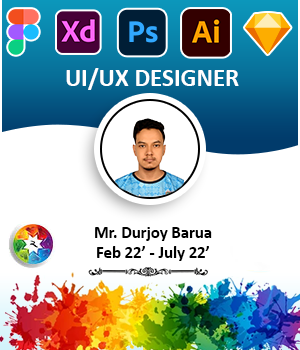 Xd Ps Ai
UI/UX DESIGNER
Mr. Durjoy Barua
Feb 22’ - July 22’